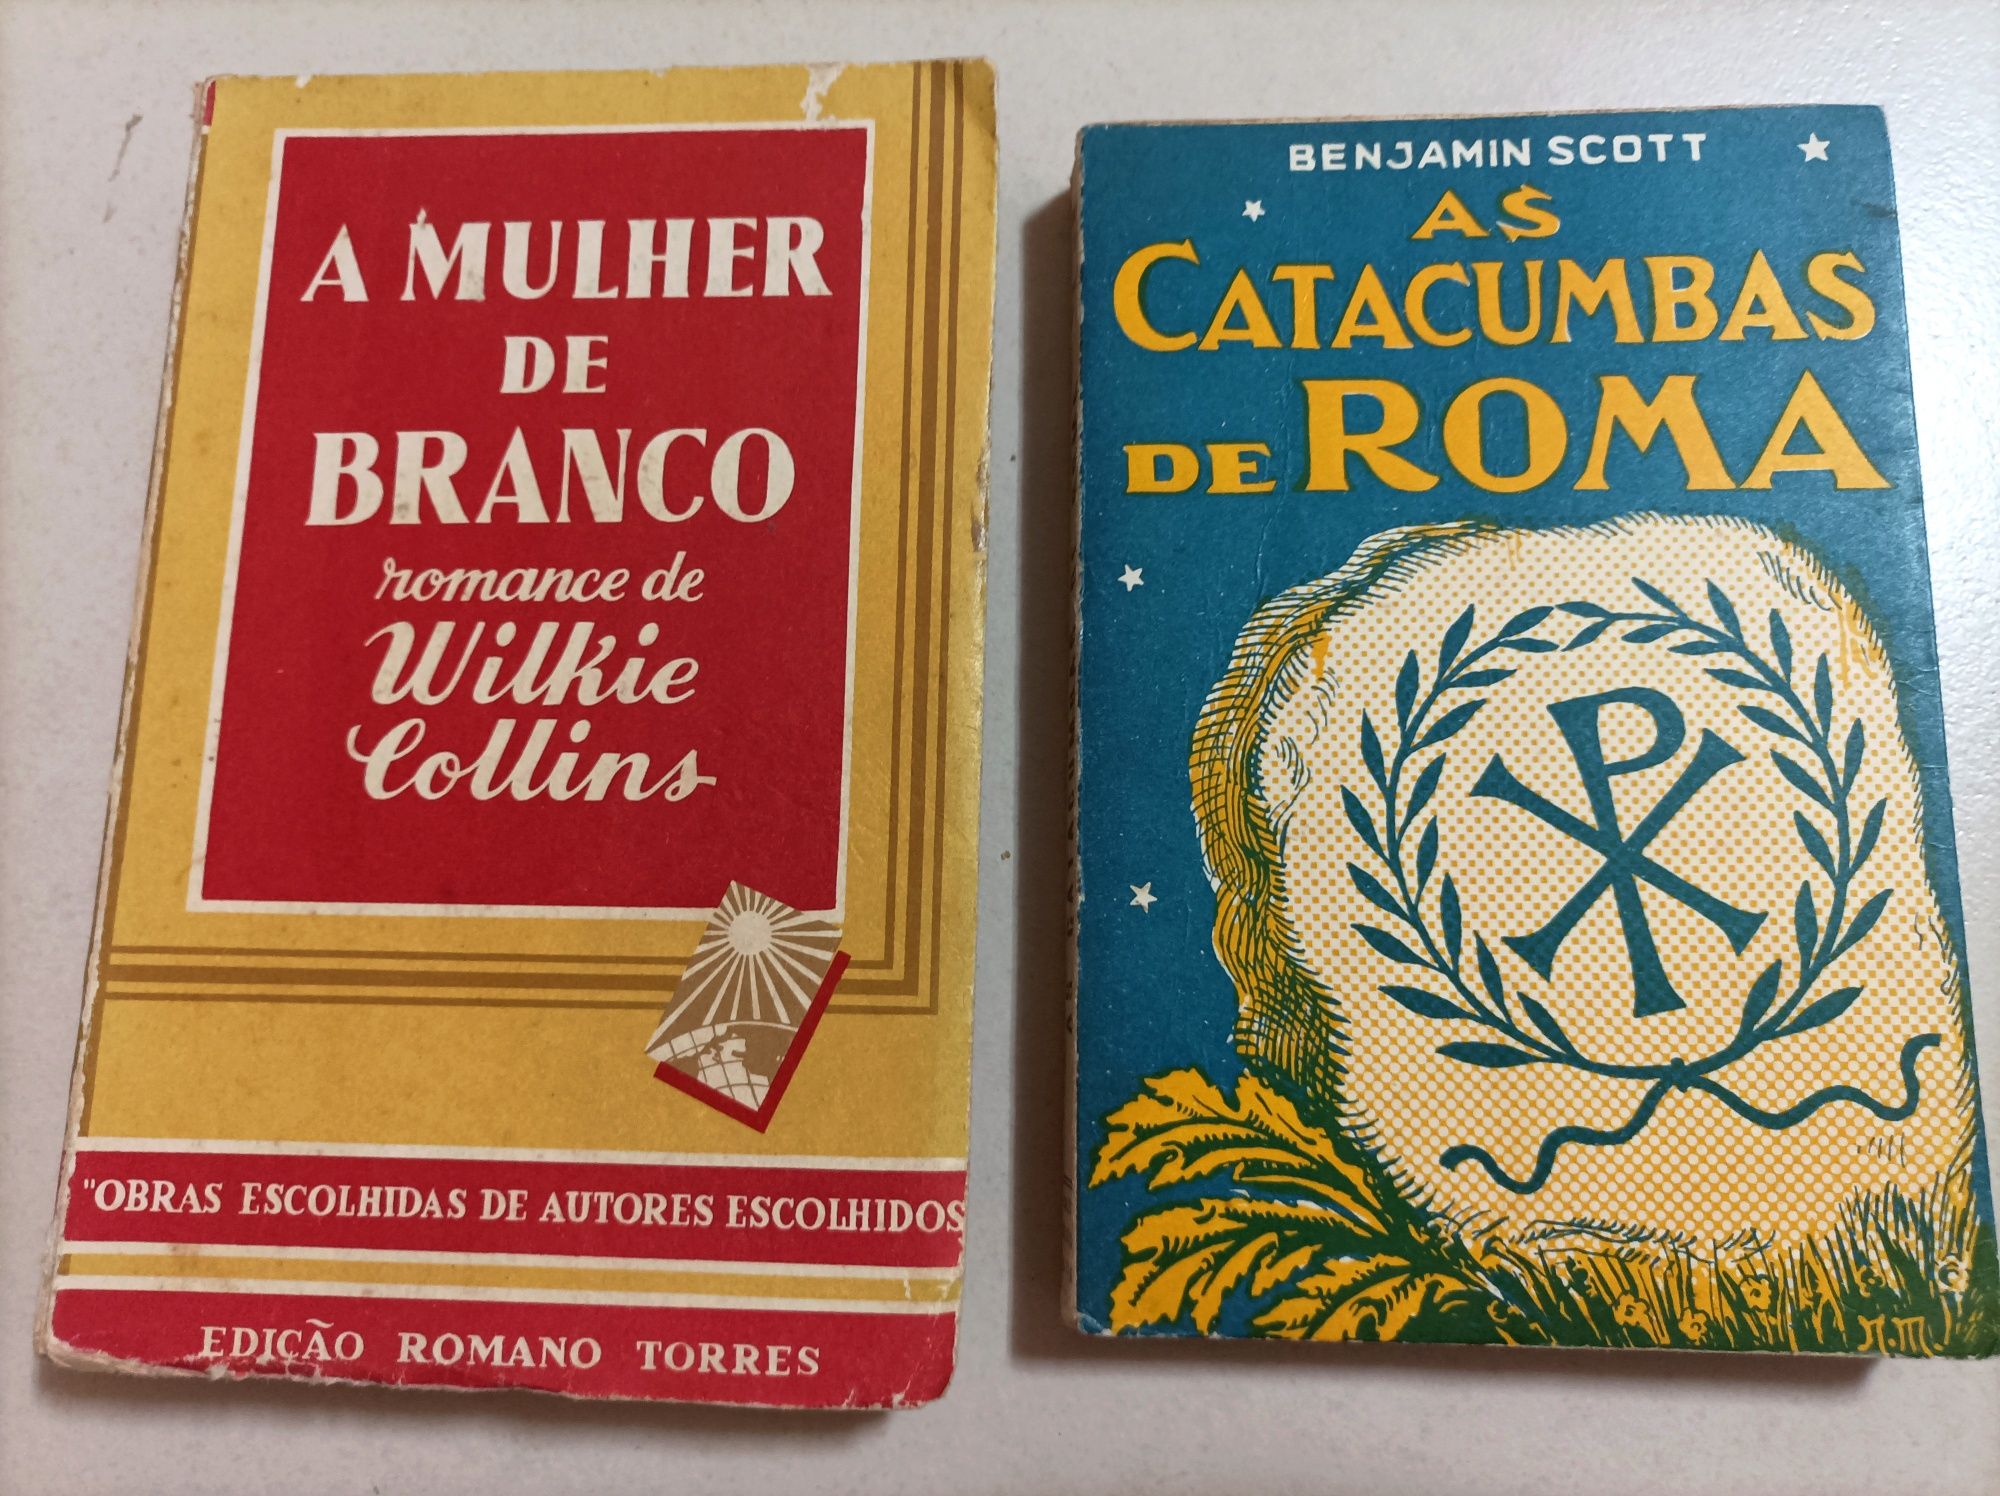 A MULHER
DE
BRANCO
romance de
Wilkie
Collins
"OBRAS ESCOLHIDAS DE AUTORES ESCOLHIDOS
EDIÇÃO ROMANO TORRES
BENJAMIN SCOTT
AS
CATACUMBAS
DE ROMA